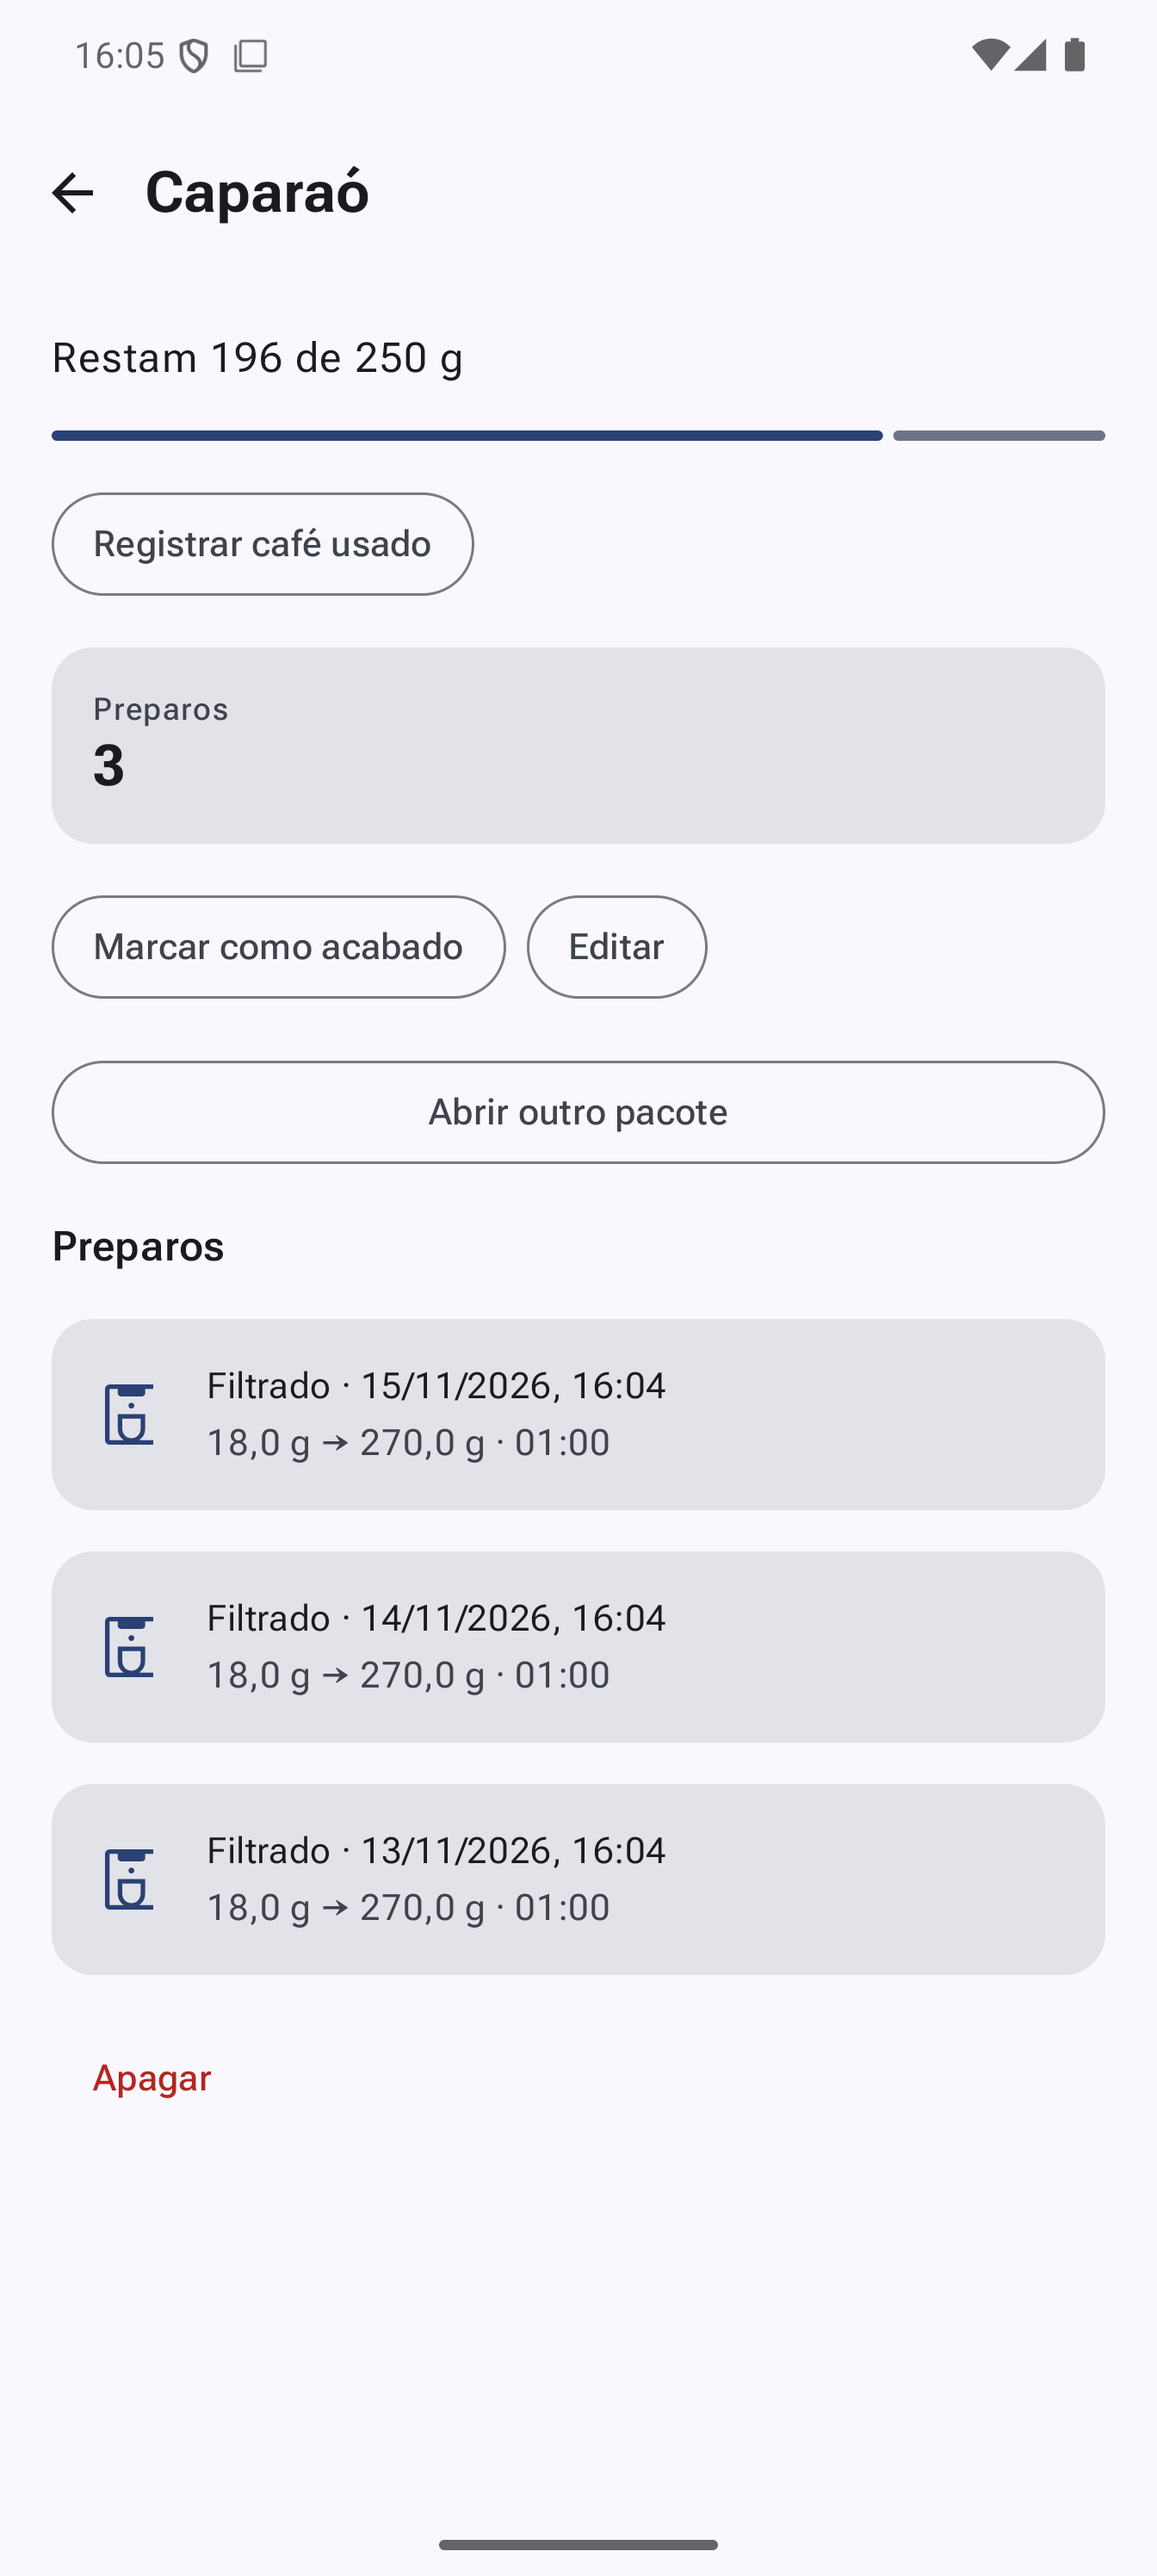 16:05
Caparaó
Restam 196 de 250 g
Registrar café usado
Preparos
3
Marcar como acabado
Editar
Abrir outro pacote
Preparos
Filtrado · 15/11/2026, 16:04
18,0 g → 270,0 g · 01:00
Filtrado · 14/11/2026, 16:04
18,0 g → 270,0 g · 01:00
Filtrado · 13/11/2026, 16:04
18,0 g → 270,0 g · 01:00
Apagar